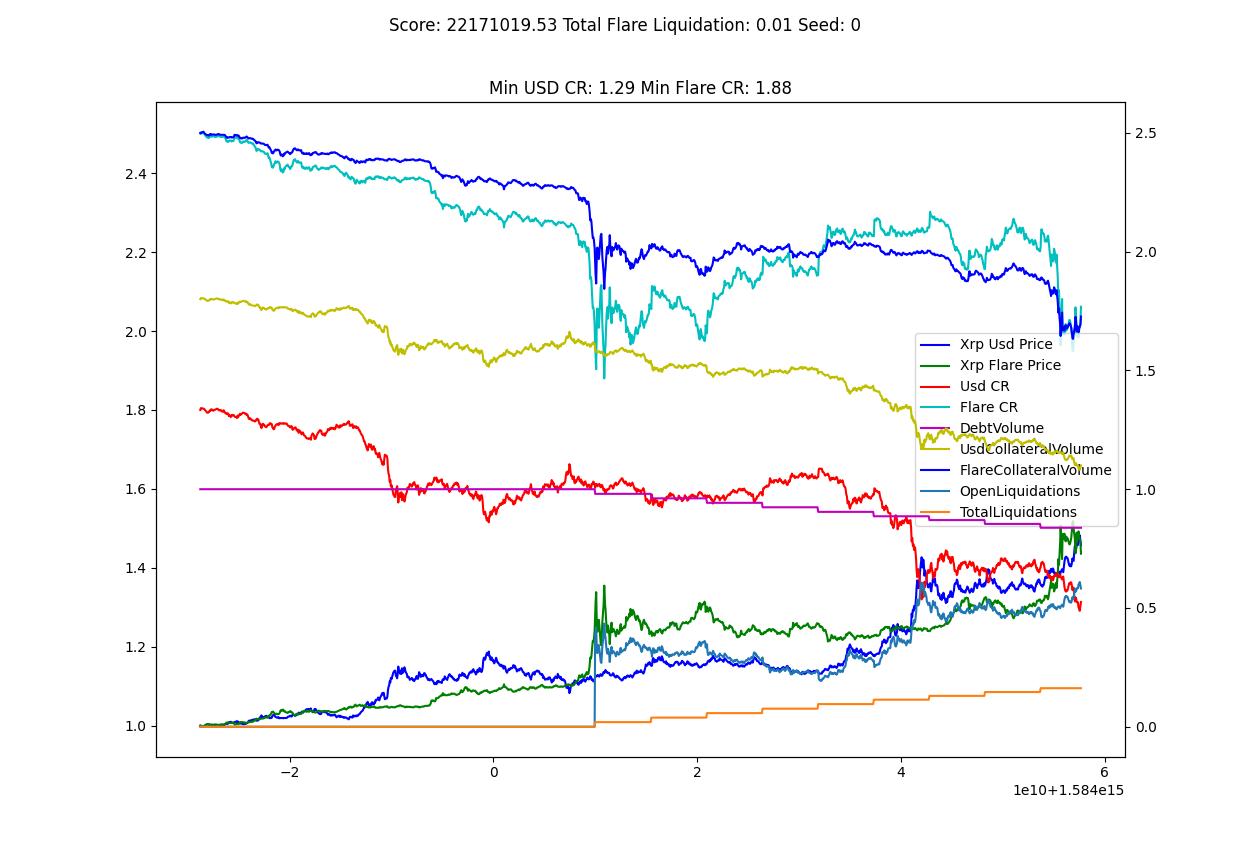 Score: 22171019.53 Total Flare Liquidation: 0.01 Seed: 0
Min USD CR: 1.29 Min Flare CR: 1.88
2.4
2.2
2.0
1.8
1.6
1.4
1.2
1.0
2.5
2.0
1.5
1.0
0.5
0.0
Xrp Usd Price
Xrp Flare Price
Usd CR
Flare CR
DebtVolume
UsdCollateralVolume
FlareCollateralVolume
OpenLiquidations
TotalLiquidations
−2 0 2 4 6
1e10+1.584e15